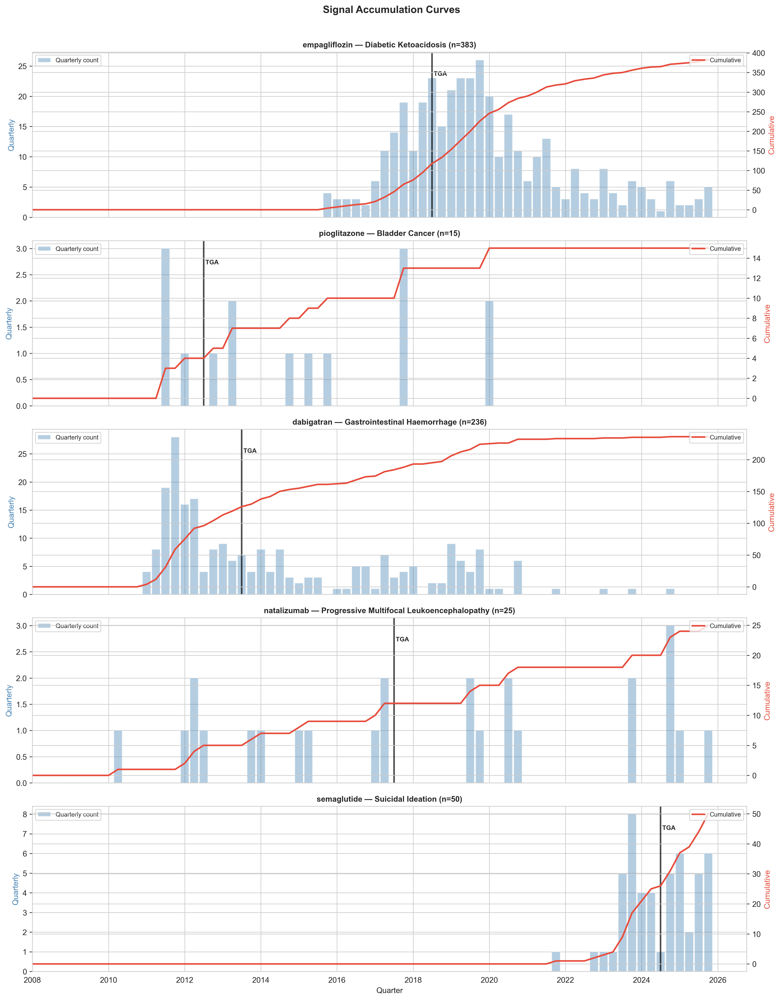 Signal Accumulation Curves
empagliflozin — Diabetic Ketoacidosis (n=383)
Quarterly count
Cumulative
TGA
Quarterly
0
5
10
15
20
25
0
50
100
150
200
250
300
350
400
Cumulative
pioglitazone — Bladder Cancer (n=15)
Quarterly count
Cumulative
TGA
Quarterly
0.0
0.5
1.0
1.5
2.0
2.5
3.0
0
2
4
6
8
10
12
14
Cumulative
dabigatran — Gastrointestinal Haemorrhage (n=236)
Quarterly count
Cumulative
TGA
Quarterly
0
5
10
15
20
25
0
50
100
150
200
Cumulative
natalizumab — Progressive Multifocal Leukoencephalopathy (n=25)
Quarterly count
Cumulative
TGA
Quarterly
0.0
0.5
1.0
1.5
2.0
2.5
3.0
0
5
10
15
20
25
Cumulative
semaglutide — Suicidal Ideation (n=50)
Quarterly count
Cumulative
TGA
Quarterly
0
1
2
3
4
5
6
7
8
0
10
20
30
40
50
Cumulative
2008 2010 2012 2014 2016 2018 2020 2022 2024 2026
Quarter